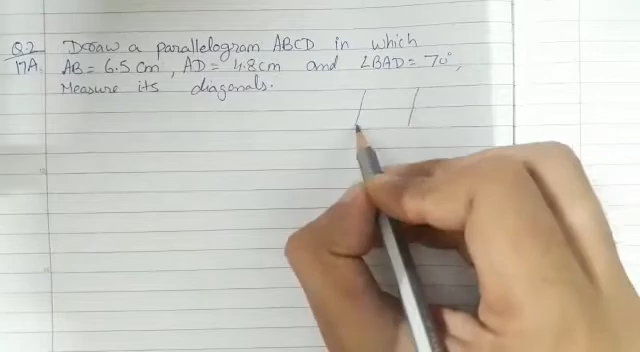 Q2 Draw a parallelogram ABCD in which
17A. AB = 6.5 cm, AD = 4.8cm and ∠BAD = 70°,
Measure its diagonals.